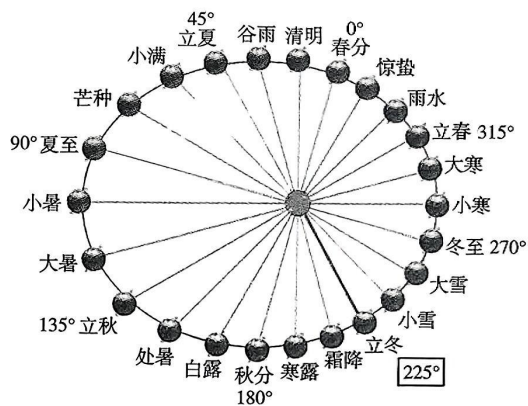 45°
立夏
谷雨
清明
0°
春分
惊蛰
雨水
立春 315°
大寒
小寒
冬至 270°
大雪
小雪
立冬
225°
霜降
寒露
秋分
180°
白露
处暑
135° 立秋
大暑
小暑
90° 夏至
芒种
小满